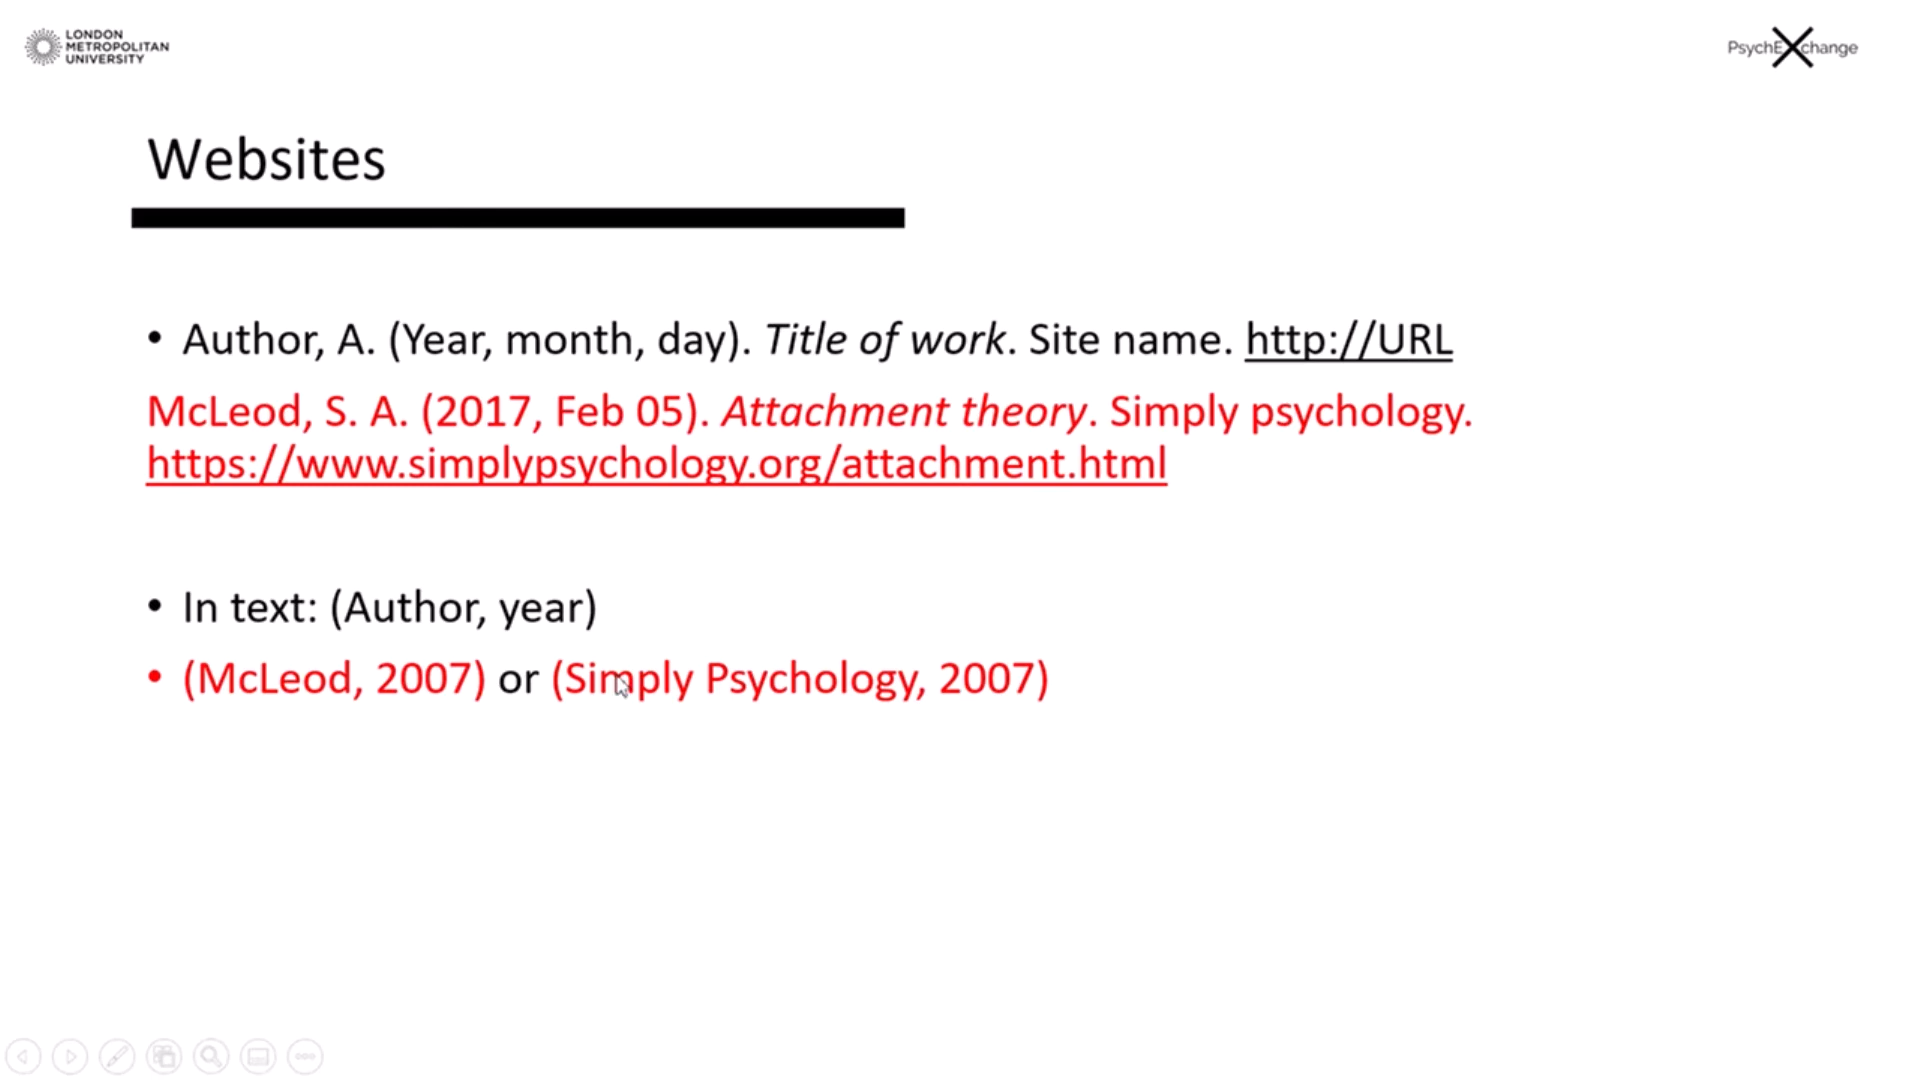 LONDON
METROPOLITAN
UNIVERSITY
PsychEXchange
Websites
• Author, A. (Year, month, day). Title of work. Site name. http://URL
McLeod, S. A. (2017, Feb 05). Attachment theory. Simply psychology.
https://www.simplypsychology.org/attachment.html
• In text: (Author, year)
• (McLeod, 2007) or (Simply Psychology, 2007)